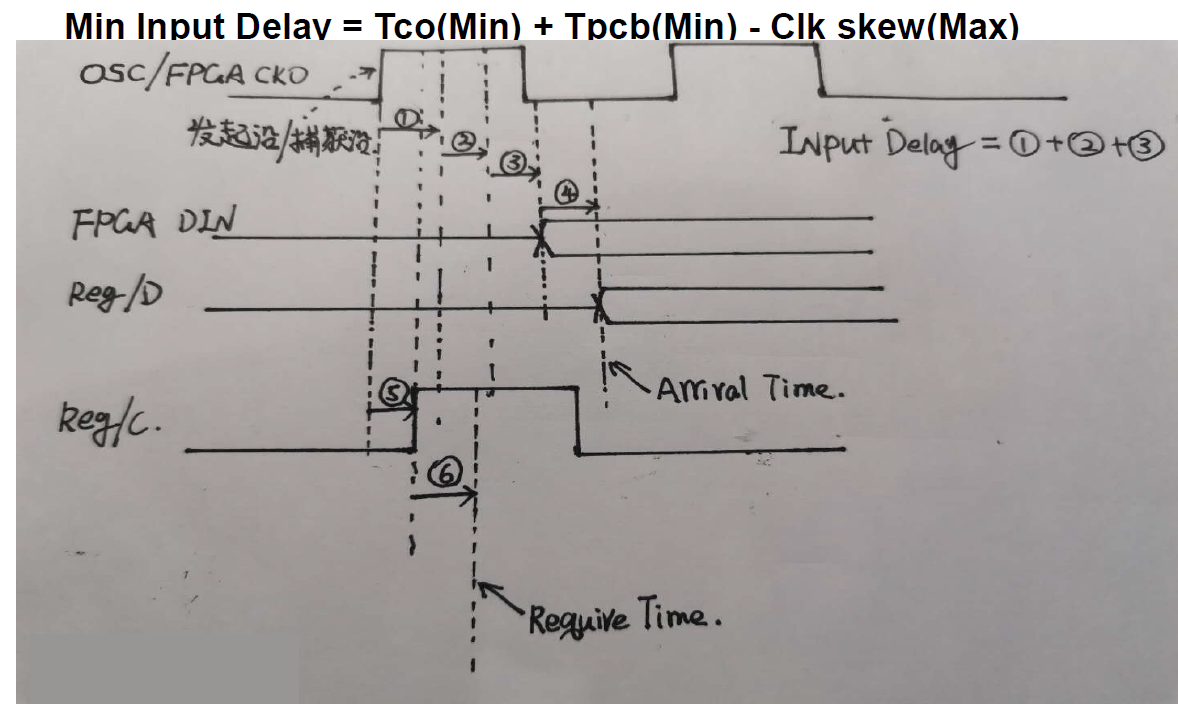 Min Input Delay = Tco(Min) + Tpcb(Min) - Clk skew(Max)
OSC/FPGA CKO
发起沿/捕获沿.
①
②
③
④
INPut Delay = ①+②+③
FPGA DIN
Reg/D
Arrival Time.
⑤
Reg/C.
⑥
Require Time.